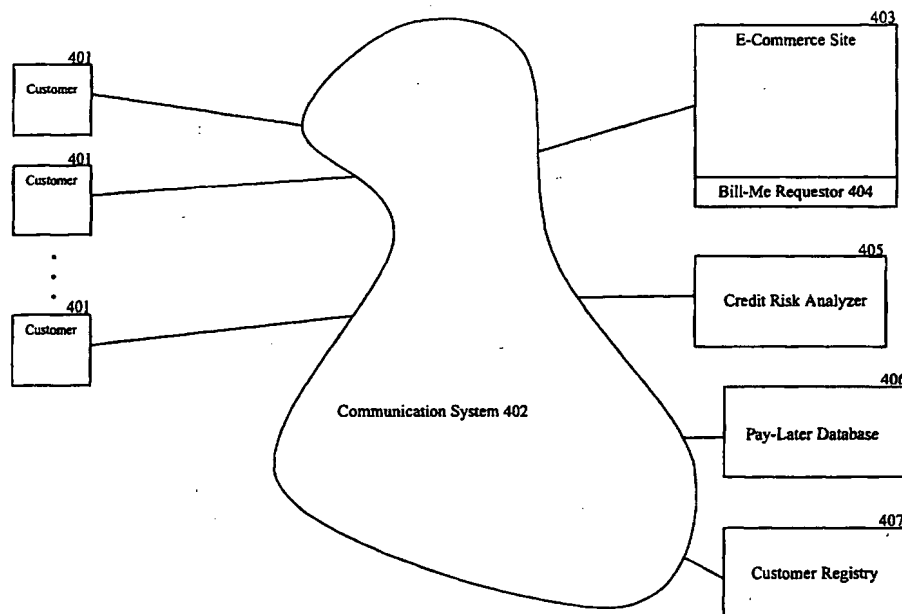 401
Customer
401
Customer
401
Customer
Communication System 402
403
E-Commerce Site
Bill-Me Requestor 404
405
Credit Risk Analyzer
406
Pay-Later Database
407
Customer Registry